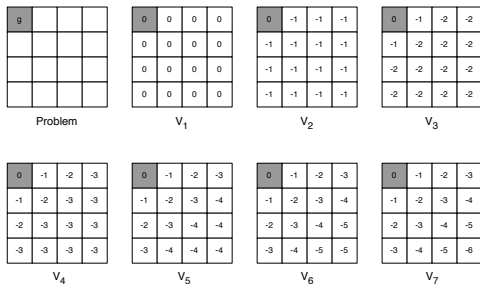 g
Problem
0 0 0 0
0 0 0 0
0 0 0 0
0 0 0 0
V1
0 -1 -1 -1
-1 -1 -1 -1
-1 -1 -1 -1
-1 -1 -1 -1
V2
0 -1 -2 -2
-1 -2 -2 -2
-2 -2 -2 -2
-2 -2 -2 -2
V3
0 -1 -2 -3
-1 -2 -3 -3
-2 -3 -3 -3
-3 -3 -3 -3
V4
0 -1 -2 -3
-1 -2 -3 -4
-2 -3 -4 -4
-3 -4 -4 -4
V5
0 -1 -2 -3
-1 -2 -3 -4
-2 -3 -4 -5
-3 -4 -5 -5
V6
0 -1 -2 -3
-1 -2 -3 -4
-2 -3 -4 -5
-3 -4 -5 -6
V7